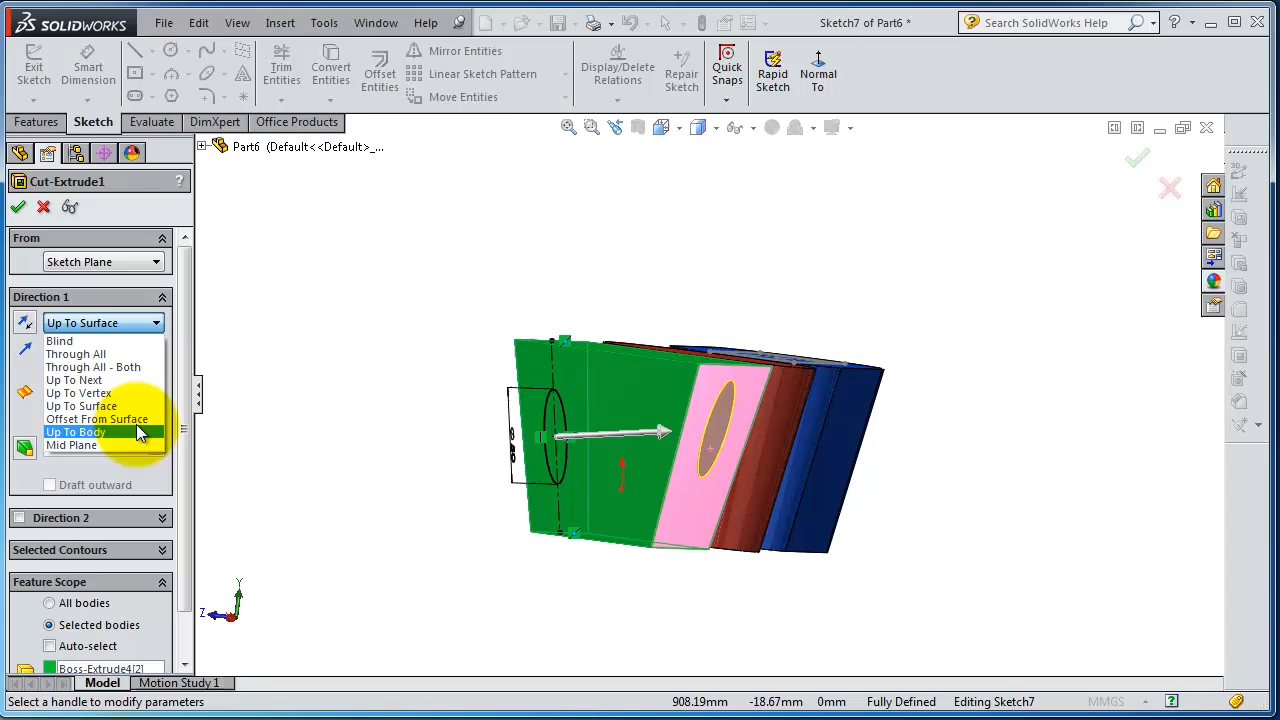 SOLIDWORKS
File Edit View Insert Tools Window Help
Sketch7 of Part6 *
Search SolidWorks Help
Exit Sketch
Smart Dimension
Trim Entities
Convert Entities
Offset Entities
Mirror Entities
Linear Sketch Pattern
Move Entities
Display/Delete Relations
Repair Sketch
Quick Snaps
Rapid Sketch
Normal To
Features Sketch Evaluate DimXpert Office Products
Part6 (Default<<Default>_...
Cut-Extrude1
From
Sketch Plane
Direction 1
Up To Surface
Blind
Through All
Through All - Both
Up To Next
Up To Vertex
Up To Surface
Offset From Surface
Up To Body
Mid Plane
Draft outward
Direction 2
Selected Contours
Feature Scope
All bodies
Selected bodies
Auto-select
Boss-Extrude4[2]
Y
Z
Model Motion Study 1
Select a handle to modify parameters
908.19mm -18.67mm 0mm Fully Defined Editing Sketch7 MMGS